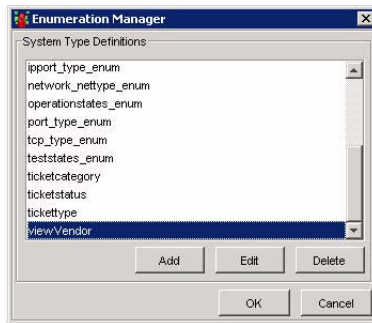 Enumeration Manager
System Type Definitions
ipport_type_enum
network_nettype_enum
operationstates_enum
port_type_enum
tcp_type_enum
teststates_enum
ticketcategory
ticketstatus
tickettype
viewVendor
Add Edit Delete
OK Cancel